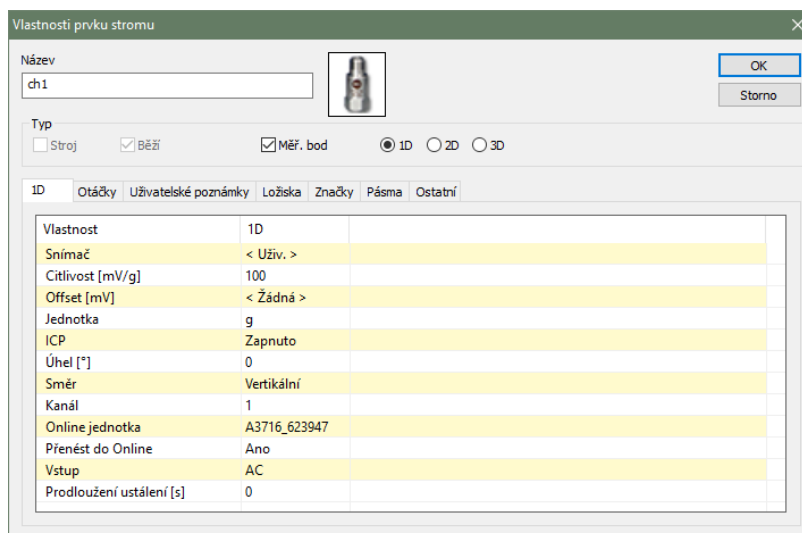 Vlastnosti prvku stromu
Název
OK
ch1
Storno
Typ
Stroj Běží Měř. bod 1D 2D 3D
1D Otáčky Uživatelské poznámky Ložiska Značky Pásma Ostatní
Vlastnost 1D
Snímač < Uživ. >
Citlivost [mV/g] 100
Offset [mV] < Žádná >
Jednotka g
ICP Zapnuto
Úhel [°] 0
Směr Vertikální
Kanál 1
Online jednotka A3716_623947
Přenést do Online Ano
Vstup AC
Prodloužení ustálení [s] 0